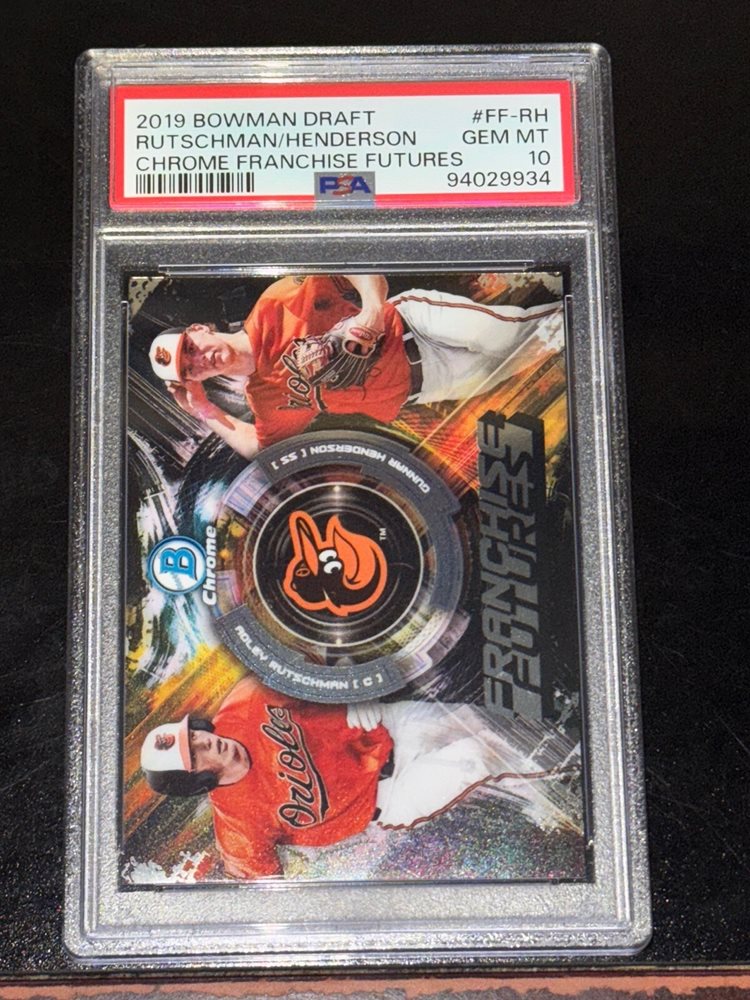 2019 BOWMAN DRAFT #FF-RH
RUTSCHMAN/HENDERSON GEM MT
CHROME FRANCHISE FUTURES 10
PSA 94029934
GUNNAR HENDERSON [ SS ]
FRANCHISE
FUTURES
B
Chrome
TM
ADLEY RUTSCHMAN [ C ]
Orioles